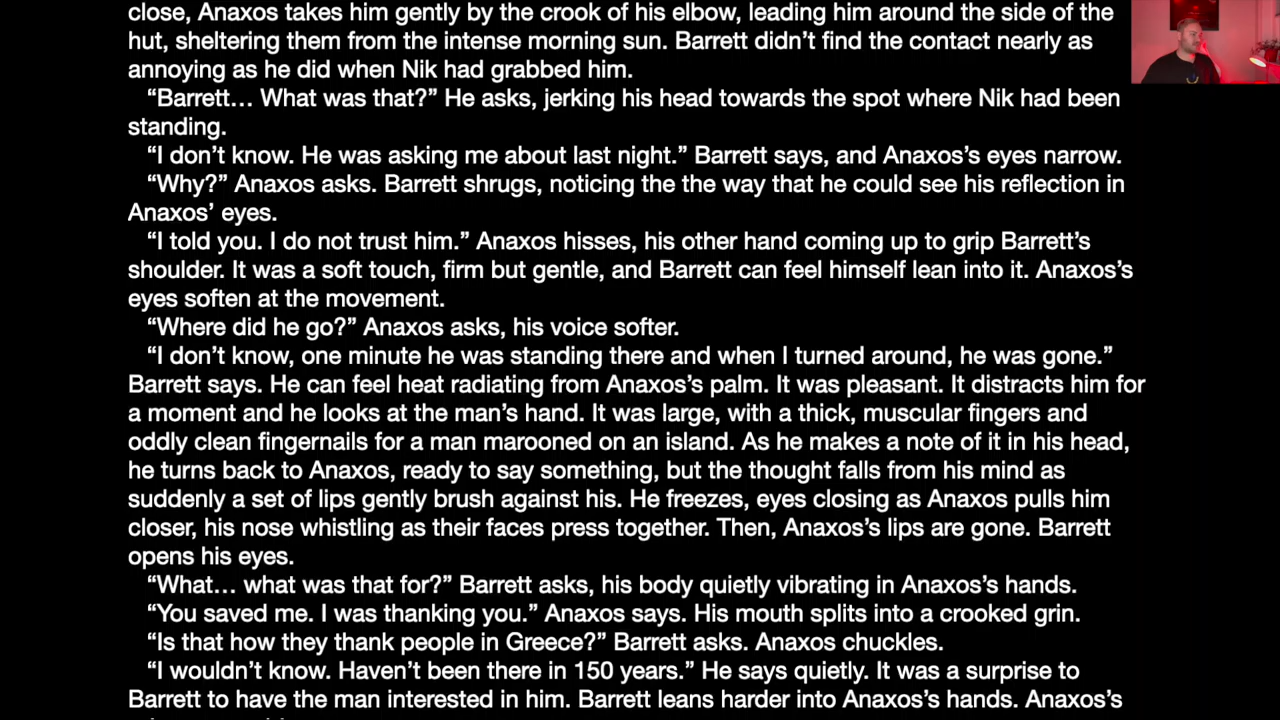 close, Anaxos takes him gently by the crook of his elbow, leading him around the side of the
hut, sheltering them from the intense morning sun. Barrett didn’t find the contact nearly as
annoying as he did when Nik had grabbed him.
“Barrett… What was that?” He asks, jerking his head towards the spot where Nik had been
standing.
“I don’t know. He was asking me about last night.” Barrett says, and Anaxos’s eyes narrow.
“Why?” Anaxos asks. Barrett shrugs, noticing the the way that he could see his reflection in
Anaxos’ eyes.
“I told you. I do not trust him.” Anaxos hisses, his other hand coming up to grip Barrett’s
shoulder. It was a soft touch, firm but gentle, and Barrett can feel himself lean into it. Anaxos’s
eyes soften at the movement.
“Where did he go?” Anaxos asks, his voice softer.
“I don’t know, one minute he was standing there and when I turned around, he was gone.”
Barrett says. He can feel heat radiating from Anaxos’s palm. It was pleasant. It distracts him for
a moment and he looks at the man’s hand. It was large, with a thick, muscular fingers and
oddly clean fingernails for a man marooned on an island. As he makes a note of it in his head,
he turns back to Anaxos, ready to say something, but the thought falls from his mind as
suddenly a set of lips gently brush against his. He freezes, eyes closing as Anaxos pulls him
closer, his nose whistling as their faces press together. Then, Anaxos’s lips are gone. Barrett
opens his eyes.
“What… what was that for?” Barrett asks, his body quietly vibrating in Anaxos’s hands.
“You saved me. I was thanking you.” Anaxos says. His mouth splits into a crooked grin.
“Is that how they thank people in Greece?” Barrett asks. Anaxos chuckles.
“I wouldn’t know. Haven’t been there in 150 years.” He says quietly. It was a surprise to
Barrett to have the man interested in him. Barrett leans harder into Anaxos’s hands. Anaxos’s